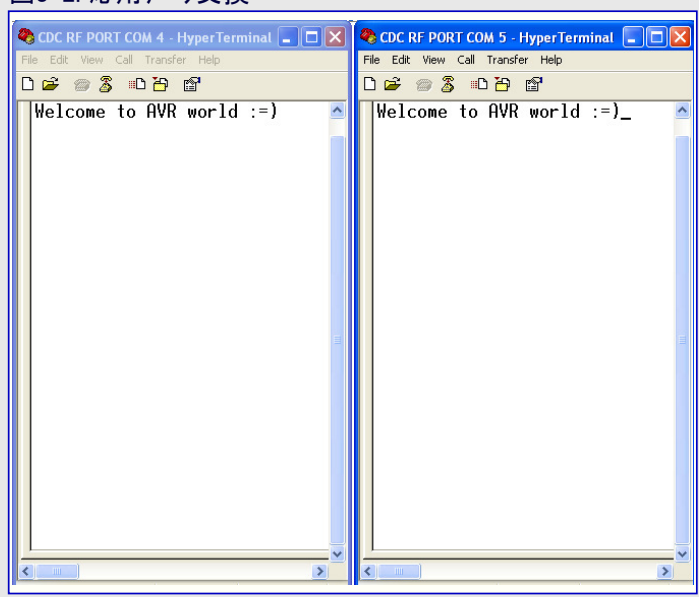 CDC RF PORT COM 4 - HyperTerminal
File Edit View Call Transfer Help
Welcome to AVR world :=)
CDC RF PORT COM 5 - HyperTerminal
File Edit View Call Transfer Help
Welcome to AVR world :=)_